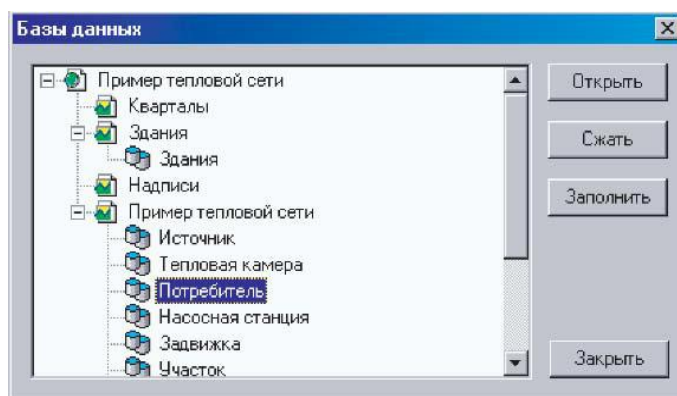 Базы данных
Пример тепловой сети
Кварталы
Здания
Здания
Надписи
Пример тепловой сети
Источник
Тепловая камера
Потребитель
Насосная станция
Задвижка
Участок
Открыть
Сжать
Заполнить
Закрыть